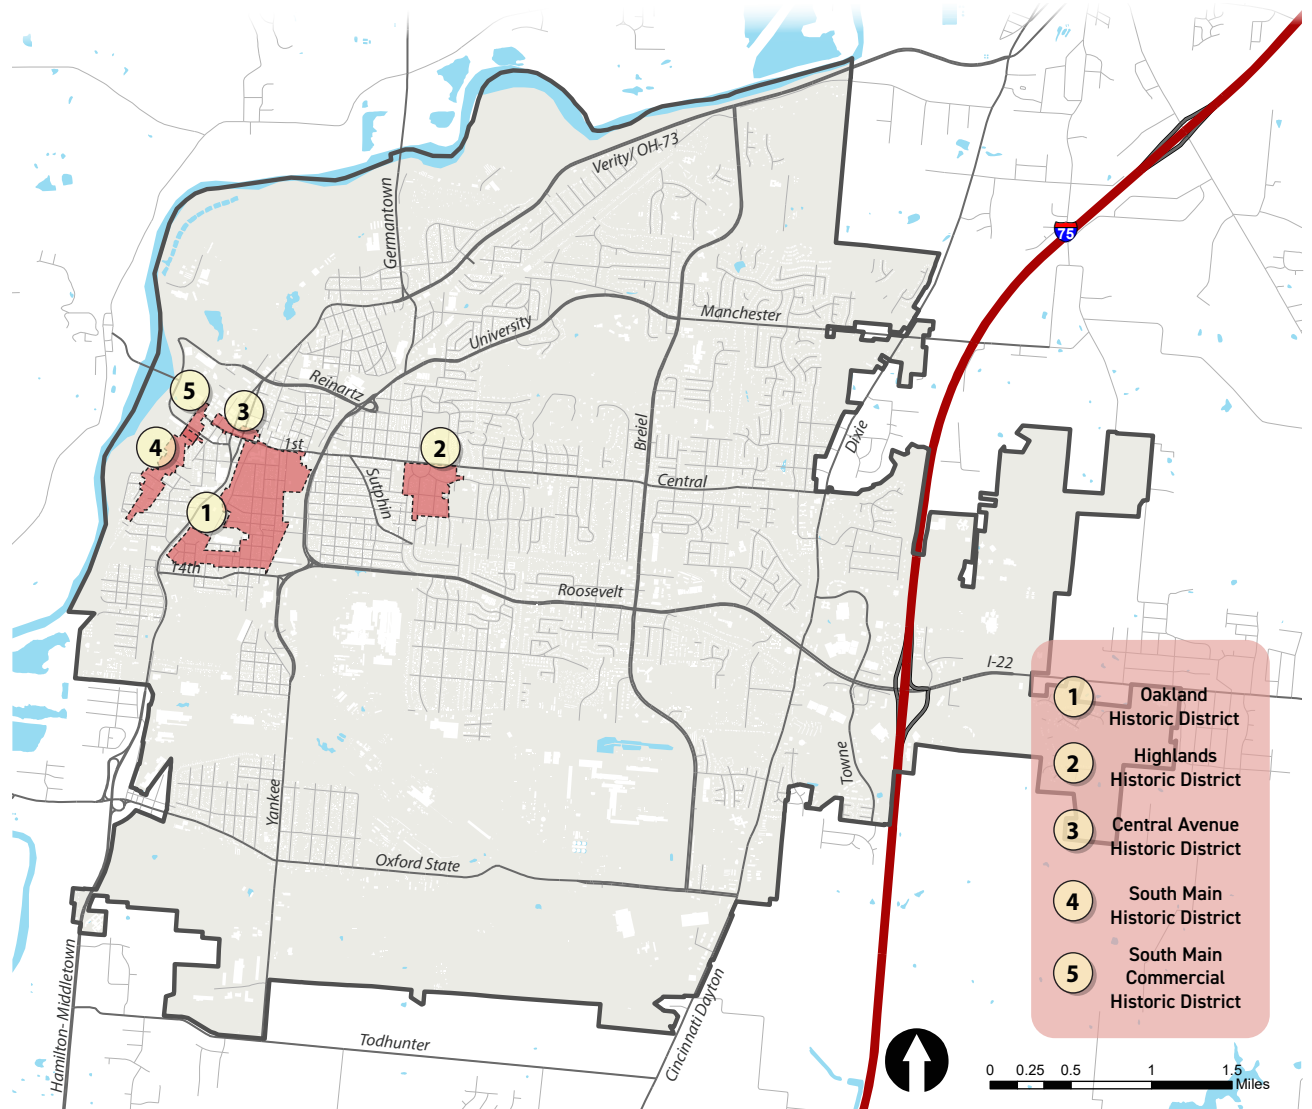 Verity/ OH-73
Germantown
75
University
Manchester
Reinartz
5
3
Breiel
Dixie
4
1st
2
Sutphin
Central
1
14th
Roosevelt
I-22
Towne
Yankee
Oxford State
Hamilton- Middletown
Cincinnati Dayton
Todhunter
1 Oakland
Historic District
2 Highlands
Historic District
3 Central Avenue
Historic District
4 South Main
Historic District
5 South Main
Commercial
Historic District
0 0.25 0.5 1 1.5
Miles